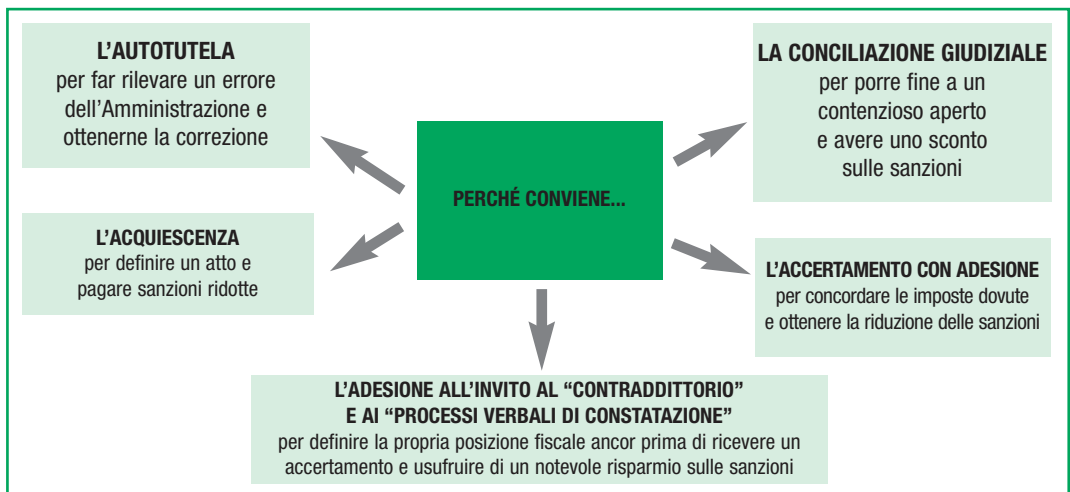 L'AUTOTUTELA
per far rilevare un errore
dell'Amministrazione e
ottenerne la correzione
LA CONCILIAZIONE GIUDIZIALE
per porre fine a un
contenzioso aperto
e avere uno sconto
sulle sanzioni
PERCHÉ CONVIENE...
L'ACQUIESCENZA
per definire un atto e
pagare sanzioni ridotte
L'ACCERTAMENTO CON ADESIONE
per concordare le imposte dovute
e ottenere la riduzione delle sanzioni
L'ADESIONE ALL'INVITO AL “CONTRADDITTORIO”
E AI “PROCESSI VERBALI DI CONSTATAZIONE”
per definire la propria posizione fiscale ancor prima di ricevere un
accertamento e usufruire di un notevole risparmio sulle sanzioni